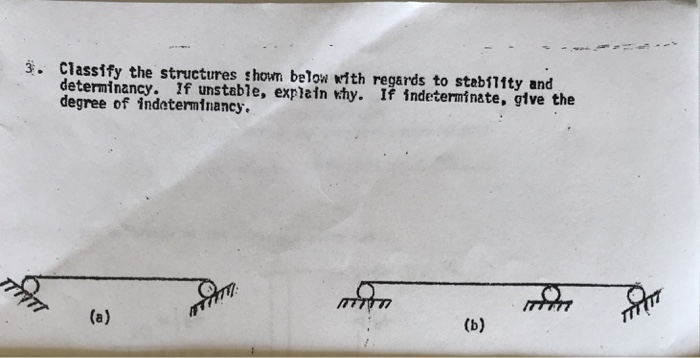 3. Classify the structures shown below with regards to stability and
determinancy. If unstable, explain why. If indeterminate, give the
degree of indeterminancy.
(a)
(b)